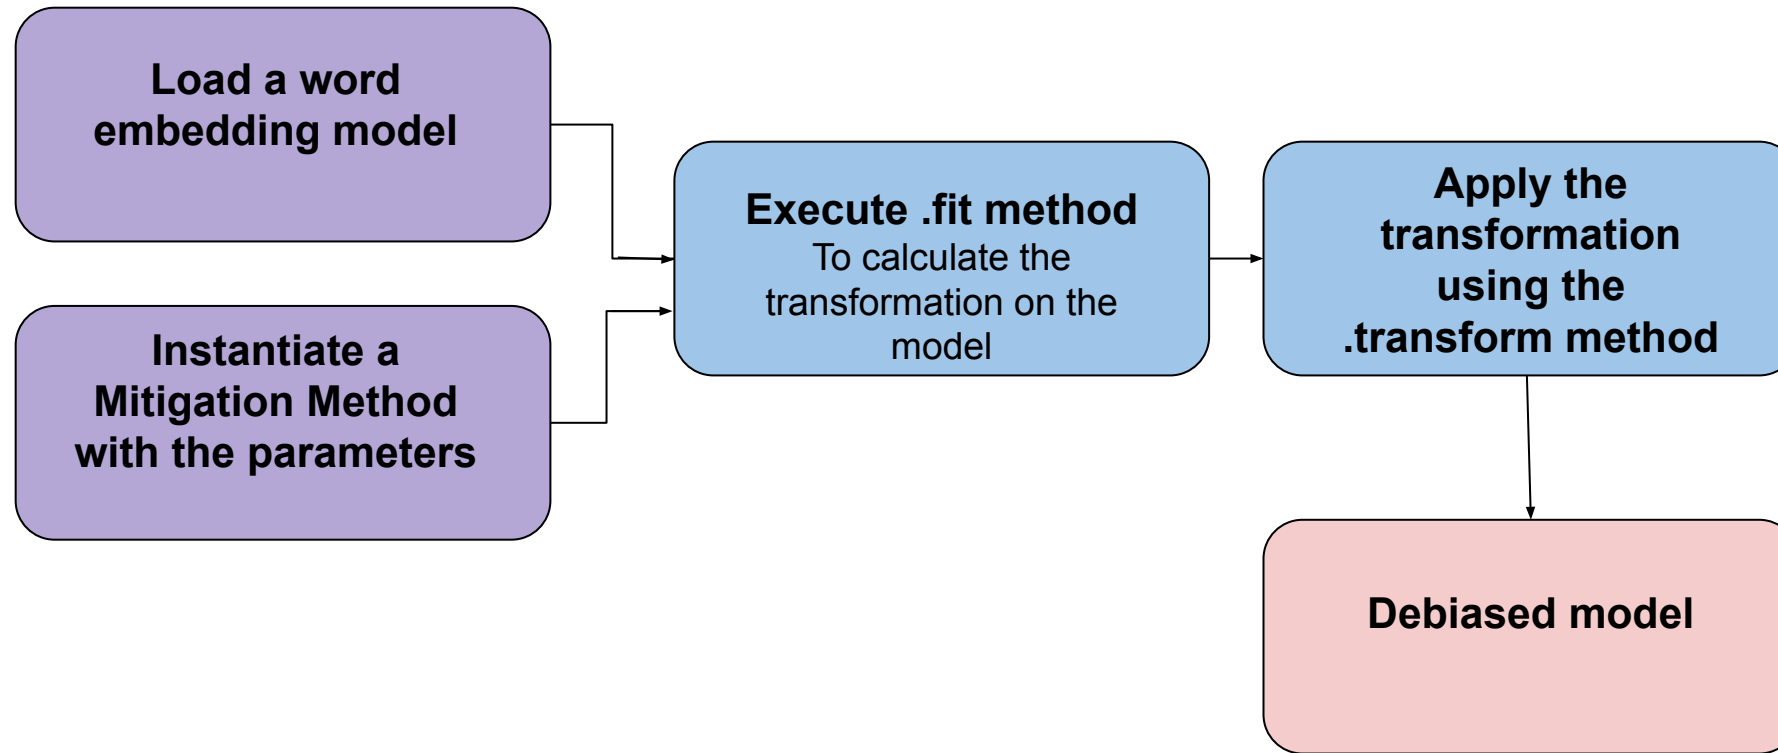 Load a word
embedding model
Instantiate a
Mitigation Method
with the parameters
Execute .fit method
To calculate the
transformation on the
model
Apply the
transformation
using the
.transform method
Debiased model